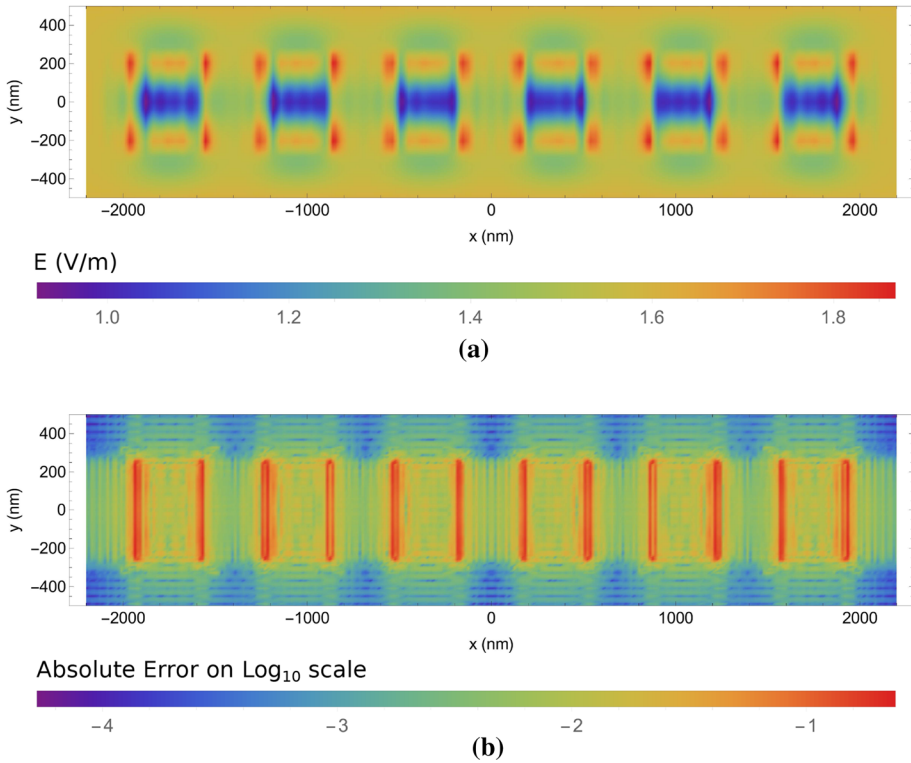 400
200
0
−200
−400
y (nm)
−2000 −1000 0 1000 2000
x (nm)
E (V/m)
1.0 1.2 1.4 1.6 1.8
(a)
400
200
0
−200
−400
y (nm)
−2000 −1000 0 1000 2000
x (nm)
Absolute Error on Log₁₀ scale
−4 −3 −2 −1
(b)